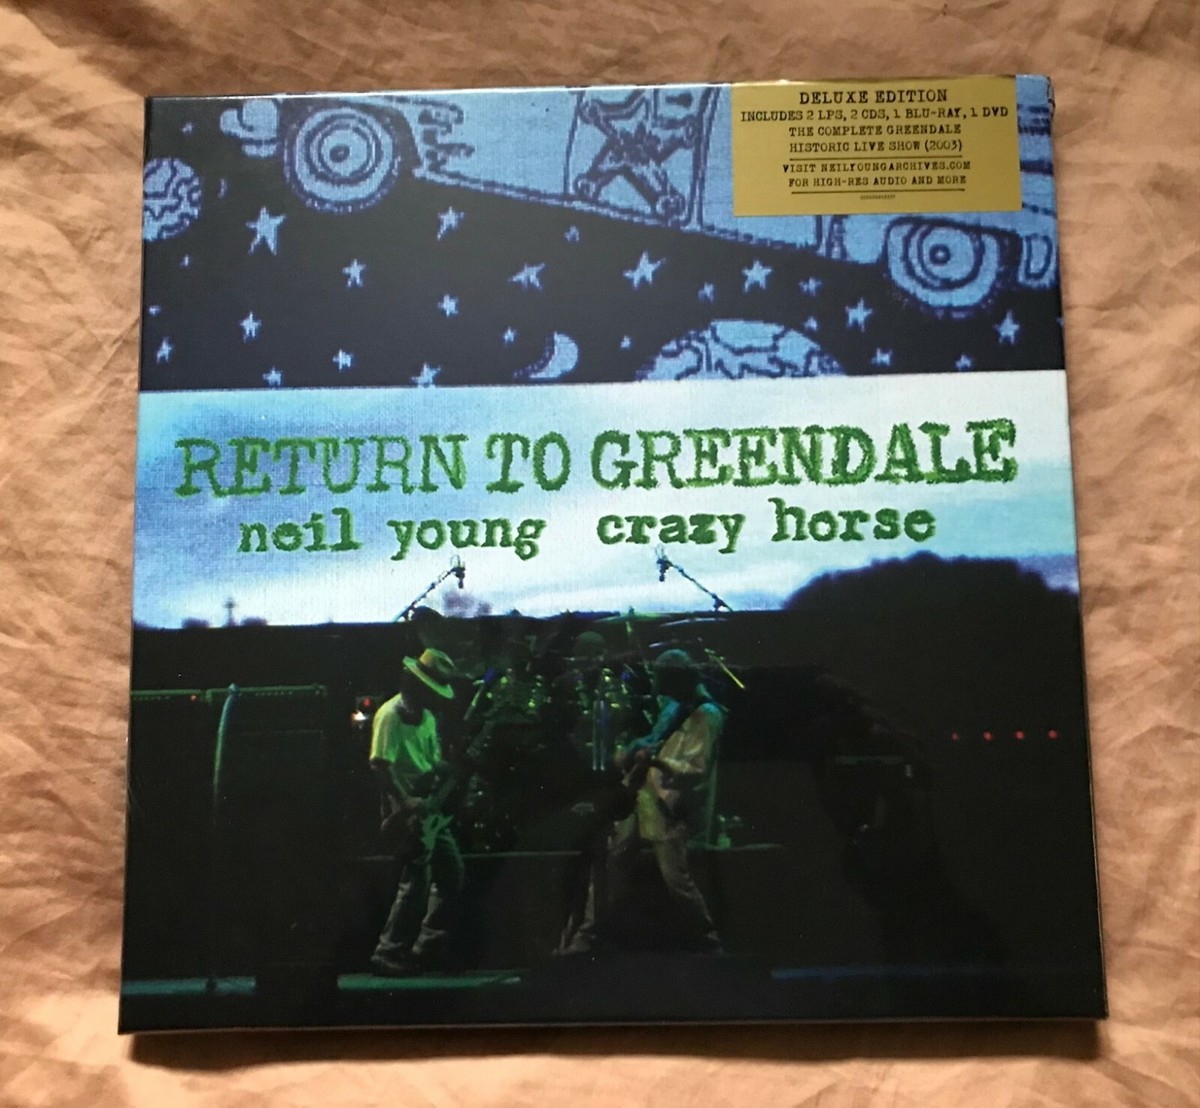 DELUXE EDITION
INCLUDES 2 LPS, 2 CDS, 1 BLU-RAY, 1 DVD
THE COMPLETE GREENDALE
HISTORIC LIVE SHOW (2003)
VISIT NEILYOUNGARCHIVES.COM
FOR HIGH-RES AUDIO AND MORE
RETURN TO GREENDALE
neil young crazy horse